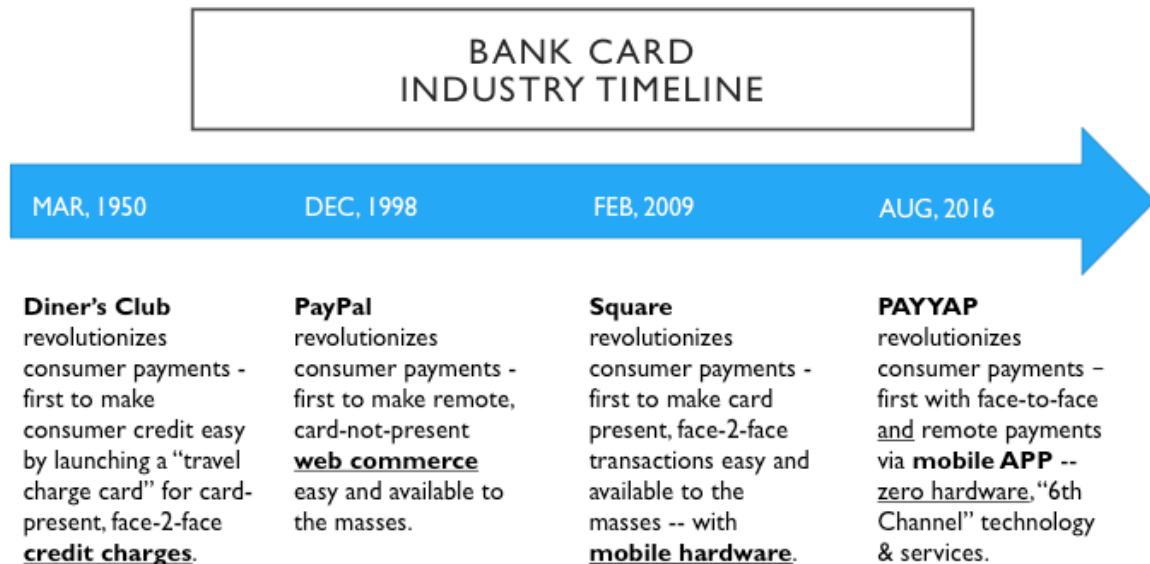 BANK CARD
INDUSTRY TIMELINE
MAR, 1950
DEC, 1998
FEB, 2009
AUG, 2016
Diner's Club
revolutionizes
consumer payments -
first to make
consumer credit easy
by launching a "travel
charge card" for card-
present, face-2-face
credit charges.
PayPal
revolutionizes
consumer payments -
first to make remote,
card-not-present
web commerce
easy and available to
the masses.
Square
revolutionizes
consumer payments -
first to make card
present, face-2-face
transactions easy and
available to the
masses -- with
mobile hardware.
PAYYAP
revolutionizes
consumer payments –
first with face-to-face
and remote payments
via mobile APP --
zero hardware, "6th
Channel" technology
& services.